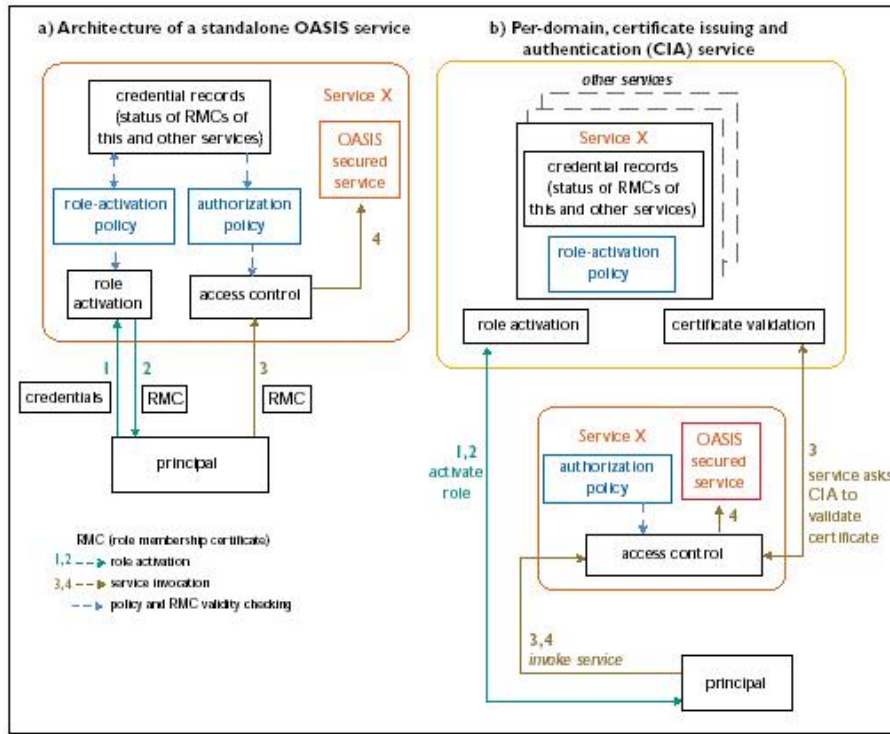 a) Architecture of a standalone OASIS service
credential records
(status of RMCs of
this and other services)
Service X
OASIS
secured
service
role-activation
policy
authorization
policy
4
role
activation
access control
1
2
3
credentials
RMC
RMC
principal
RMC (role membership certificate)
1,2 role activation
3,4 service invocation
policy and RMC validity checking
b) Per-domain, certificate issuing and
authentication (CIA) service
other services
Service X
credential records
(status of RMCs of
this and other services)
role-activation
policy
role activation
certificate validation
1,2
activate
role
Service X
authorization
policy
OASIS
secured
service
4
access control
3
service asks
CIA to
validate
certificate
3,4
invoke service
principal